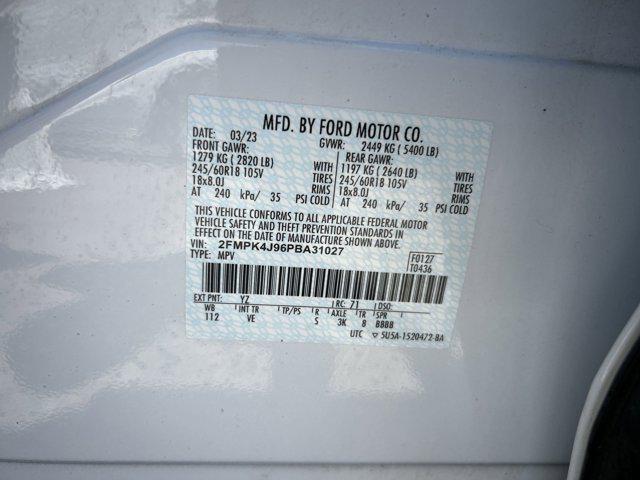 MFD. BY FORD MOTOR CO.
DATE: 03/23 GVWR: 2449 KG ( 5400 LB)
FRONT GAWR: REAR GAWR:
1279 KG ( 2820 LB) WITH 1197 KG ( 2640 LB) WITH
245/60R18 105V TIRES 245/60R18 105V TIRES
18x8.0J RIMS 18x8.0J RIMS
AT 240 kPa/ 35 PSI COLD AT 240 kPa/ 35 PSI COLD
THIS VEHICLE CONFORMS TO ALL APPLICABLE FEDERAL MOTOR
VEHICLE SAFETY AND THEFT PREVENTION STANDARDS IN
EFFECT ON THE DATE OF MANUFACTURE SHOWN ABOVE.
VIN: 2FMPK4J96PBA31027 F0127
TYPE: MPV T0436
EXT PNT: YZ RC: 71 DSO:
WB INT TR TP/PS R AXLE TR SPR
112 VE S 3K 8 BBBB
UTC ▽ 5U5A-1520472-BA